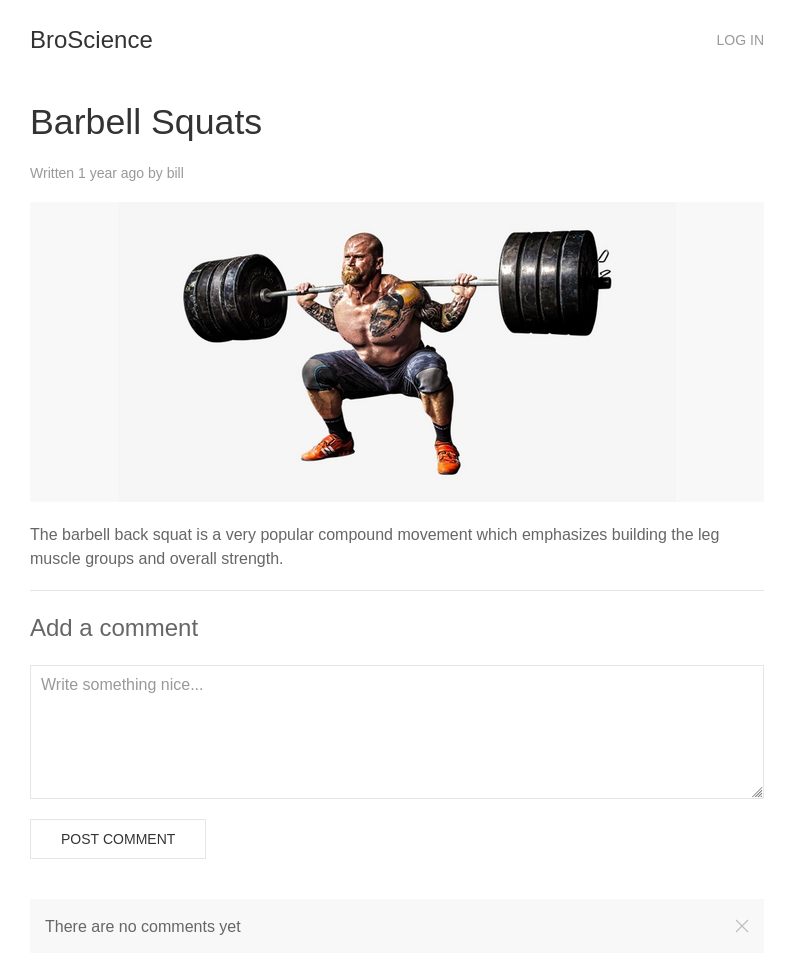 BroScience
LOG IN
Barbell Squats
Written 1 year ago by bill
The barbell back squat is a very popular compound movement which emphasizes building the leg
muscle groups and overall strength.
Add a comment
Write something nice...
POST COMMENT
There are no comments yet